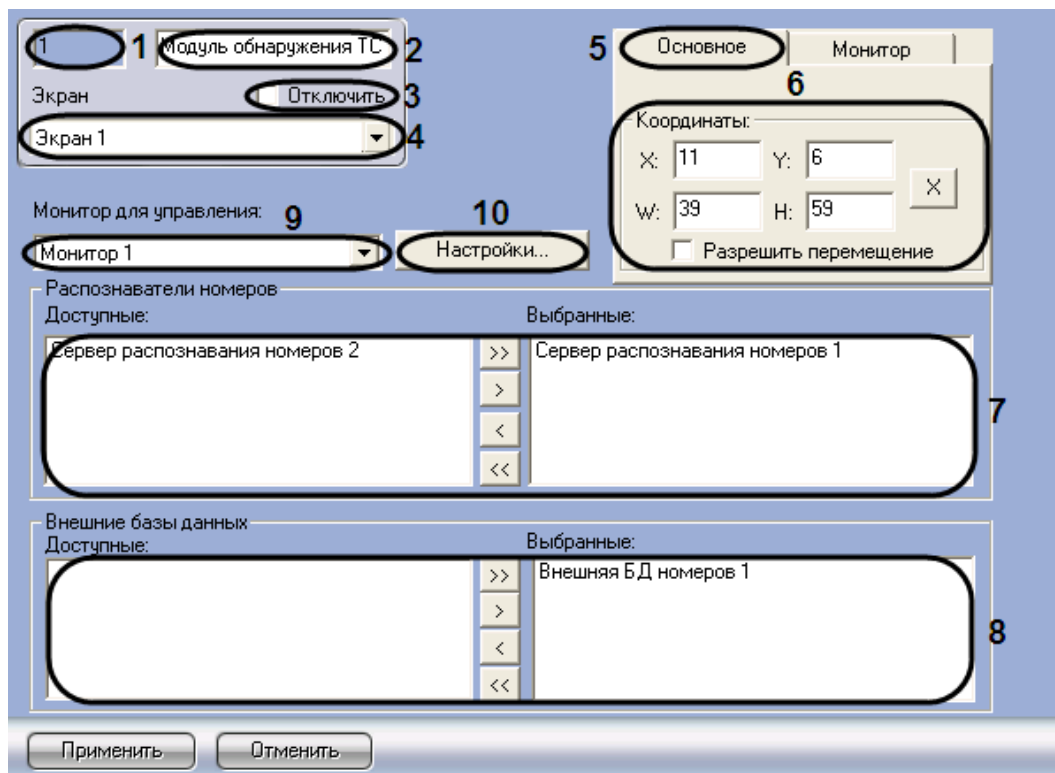 1 1 Модуль обнаружения ТС 2
Экран Отключить 3
Экран 1 4
5 Основное Монитор
6
Координаты:
X: 11 Y: 6 X
W: 39 H: 59
Разрешить перемещение
Монитор для управления: 9 10
Монитор 1 Настройки...
Распознаватели номеров
Доступные: Выбранные:
Сервер распознавания номеров 2 >> Сервер распознавания номеров 1
>
<
<<
7
Внешние базы данных
Доступные: Выбранные:
>> Внешняя БД номеров 1
>
<
<<
8
Применить Отменить